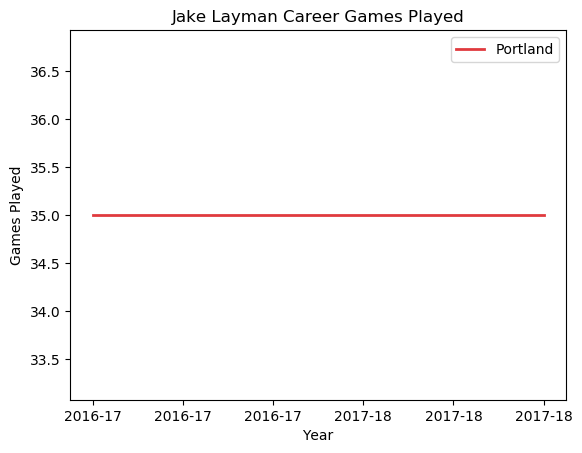 Jake Layman Career Games Played
Portland
36.5
36.0
35.5
35.0
34.5
34.0
33.5
Games Played
2016-17 2016-17 2016-17 2017-18 2017-18 2017-18
Year